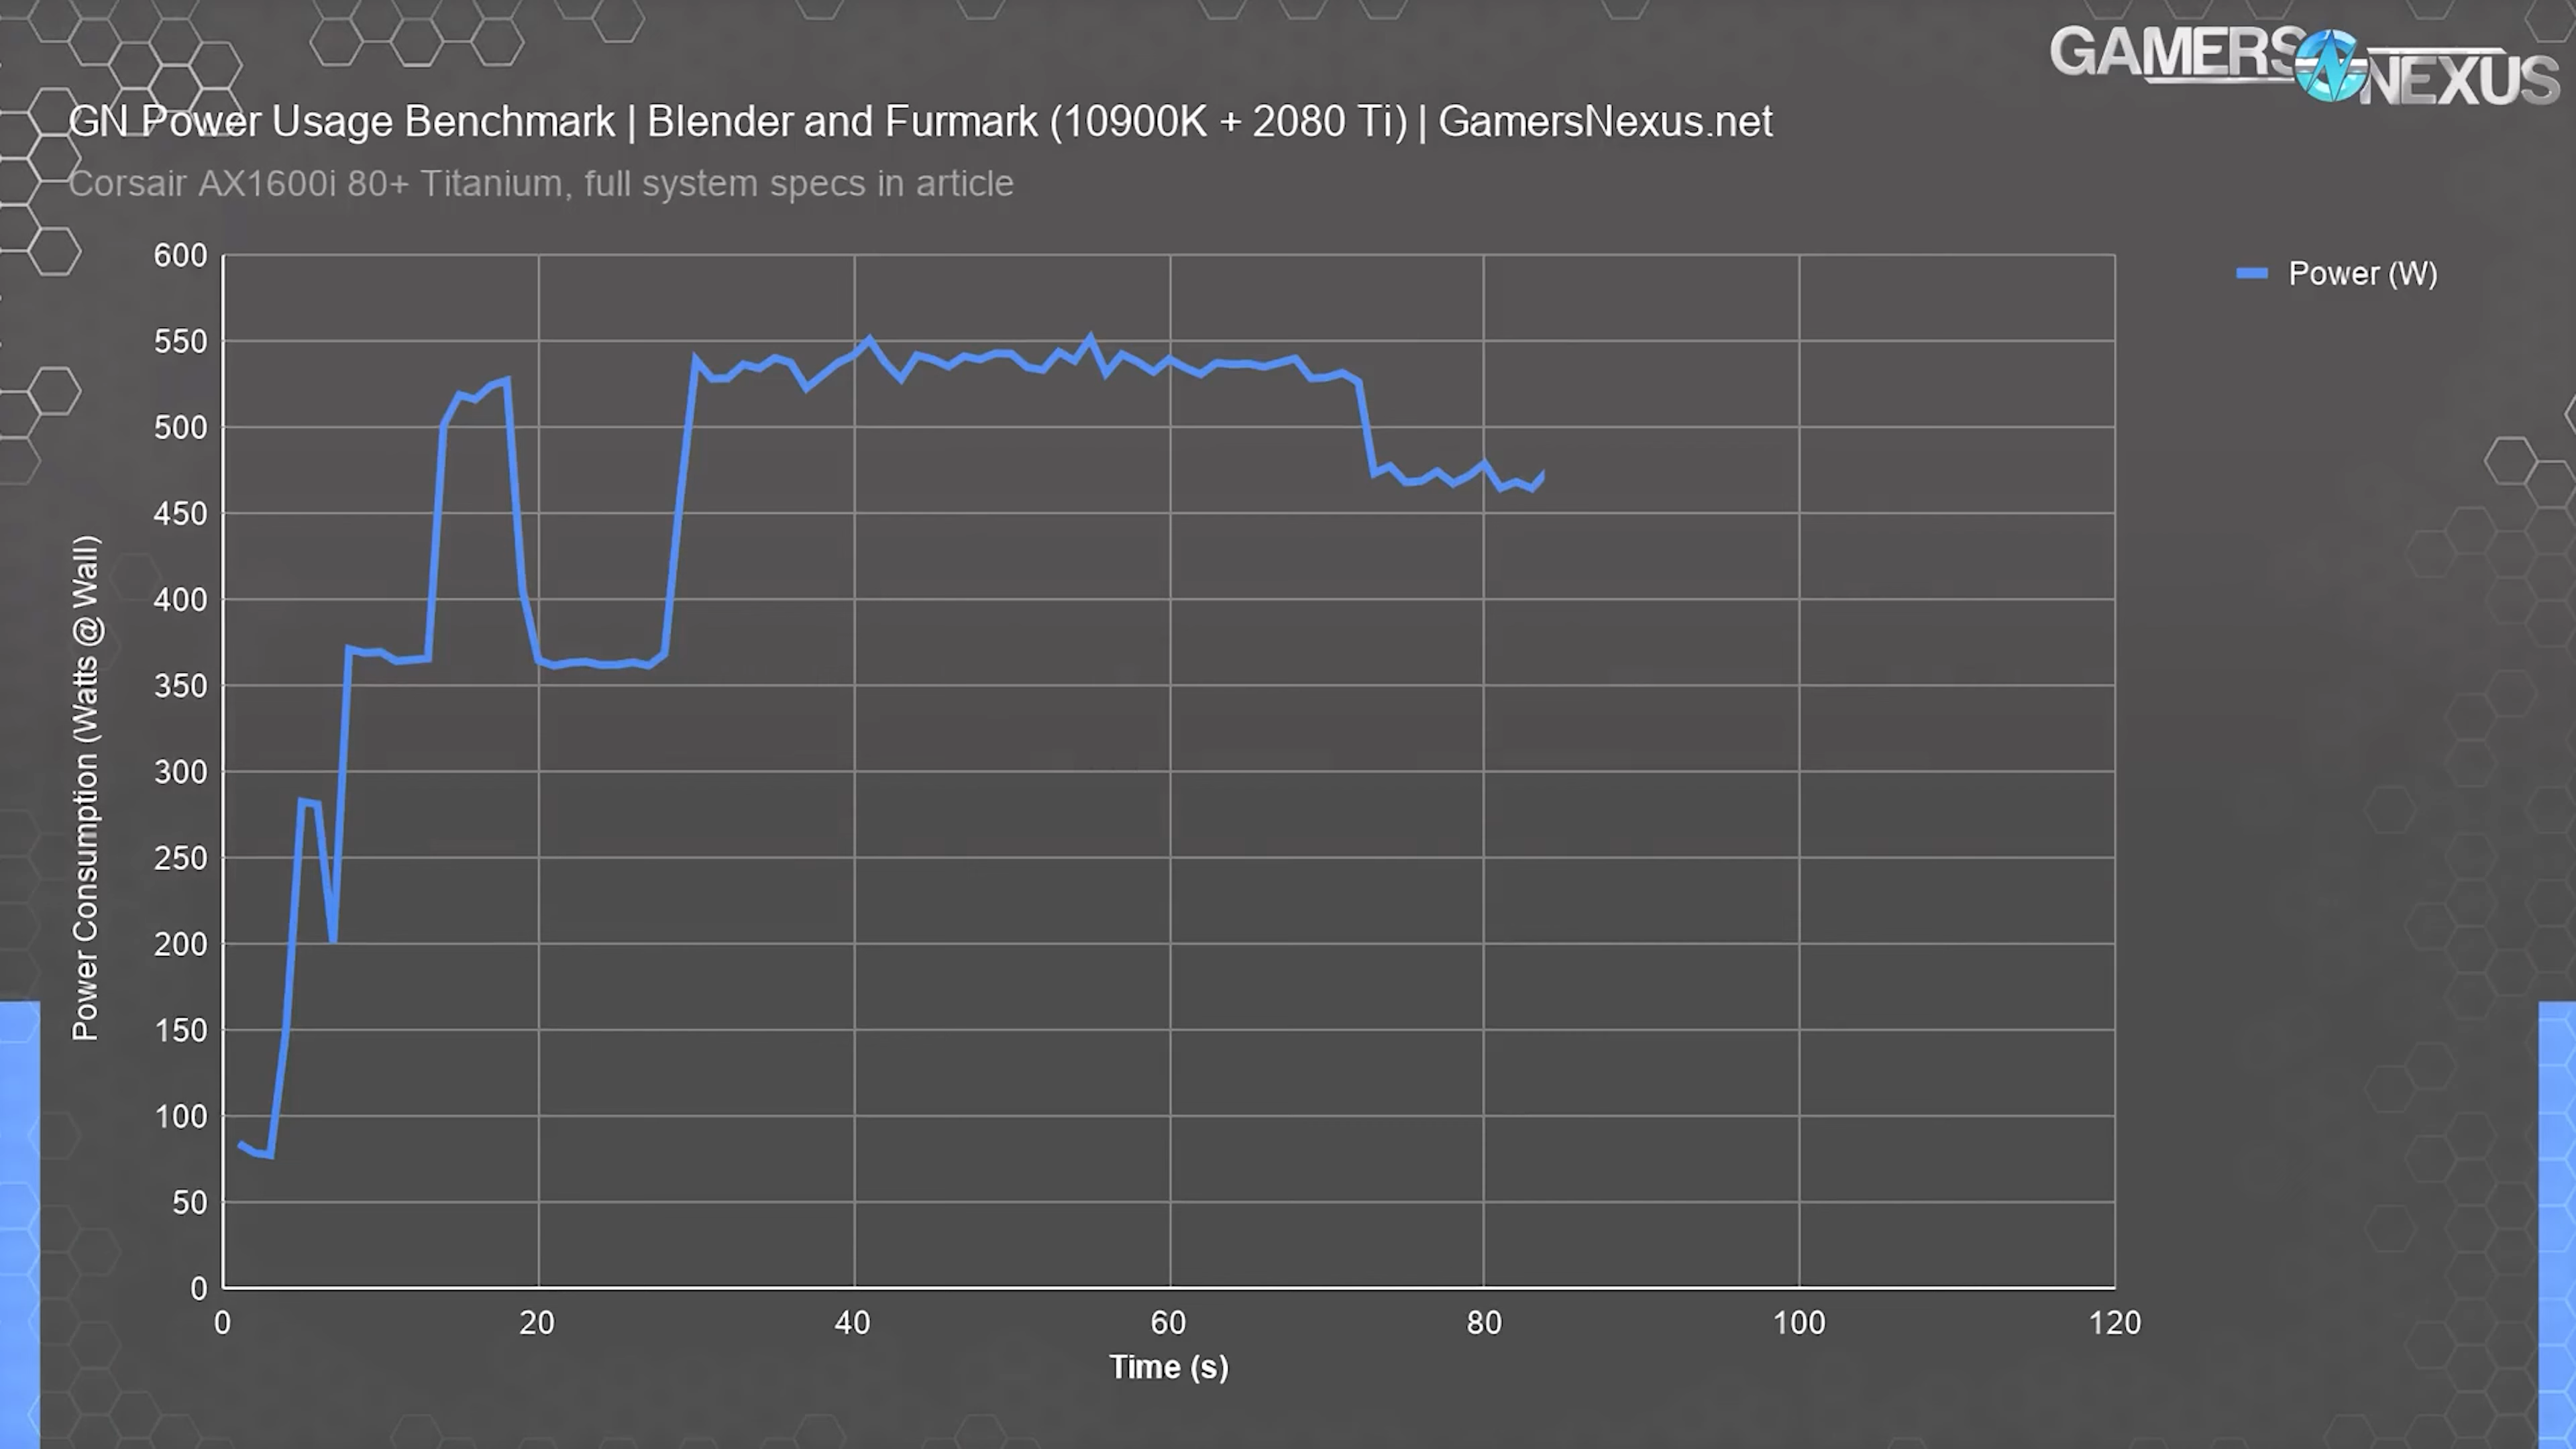 GAMERS NEXUS
GN Power Usage Benchmark | Blender and Furmark (10900K + 2080 Ti) | GamersNexus.net
Corsair AX1600i 80+ Titanium, full system specs in article
Power (W)
Power Consumption (Watts @ Wall)
600
550
500
450
400
350
300
250
200
150
100
50
0
0 20 40 60 80 100 120
Time (s)